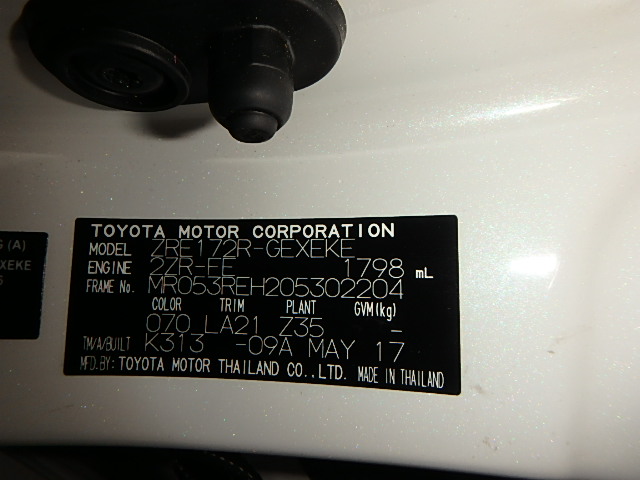 G (A)
EXEKE
TOYOTA MOTOR CORPORATION
MODEL ZRE172R-GEXEKE
ENGINE 2ZR-FE 1798 mL
FRAME No. MR053REH205302204
COLOR TRIM PLANT GVM(kg)
070 LA21 Z35 -
TM/A/BUILT K313 -09A MAY 17
MFD.BY: TOYOTA MOTOR THAILAND CO.,LTD. MADE IN THAILAND